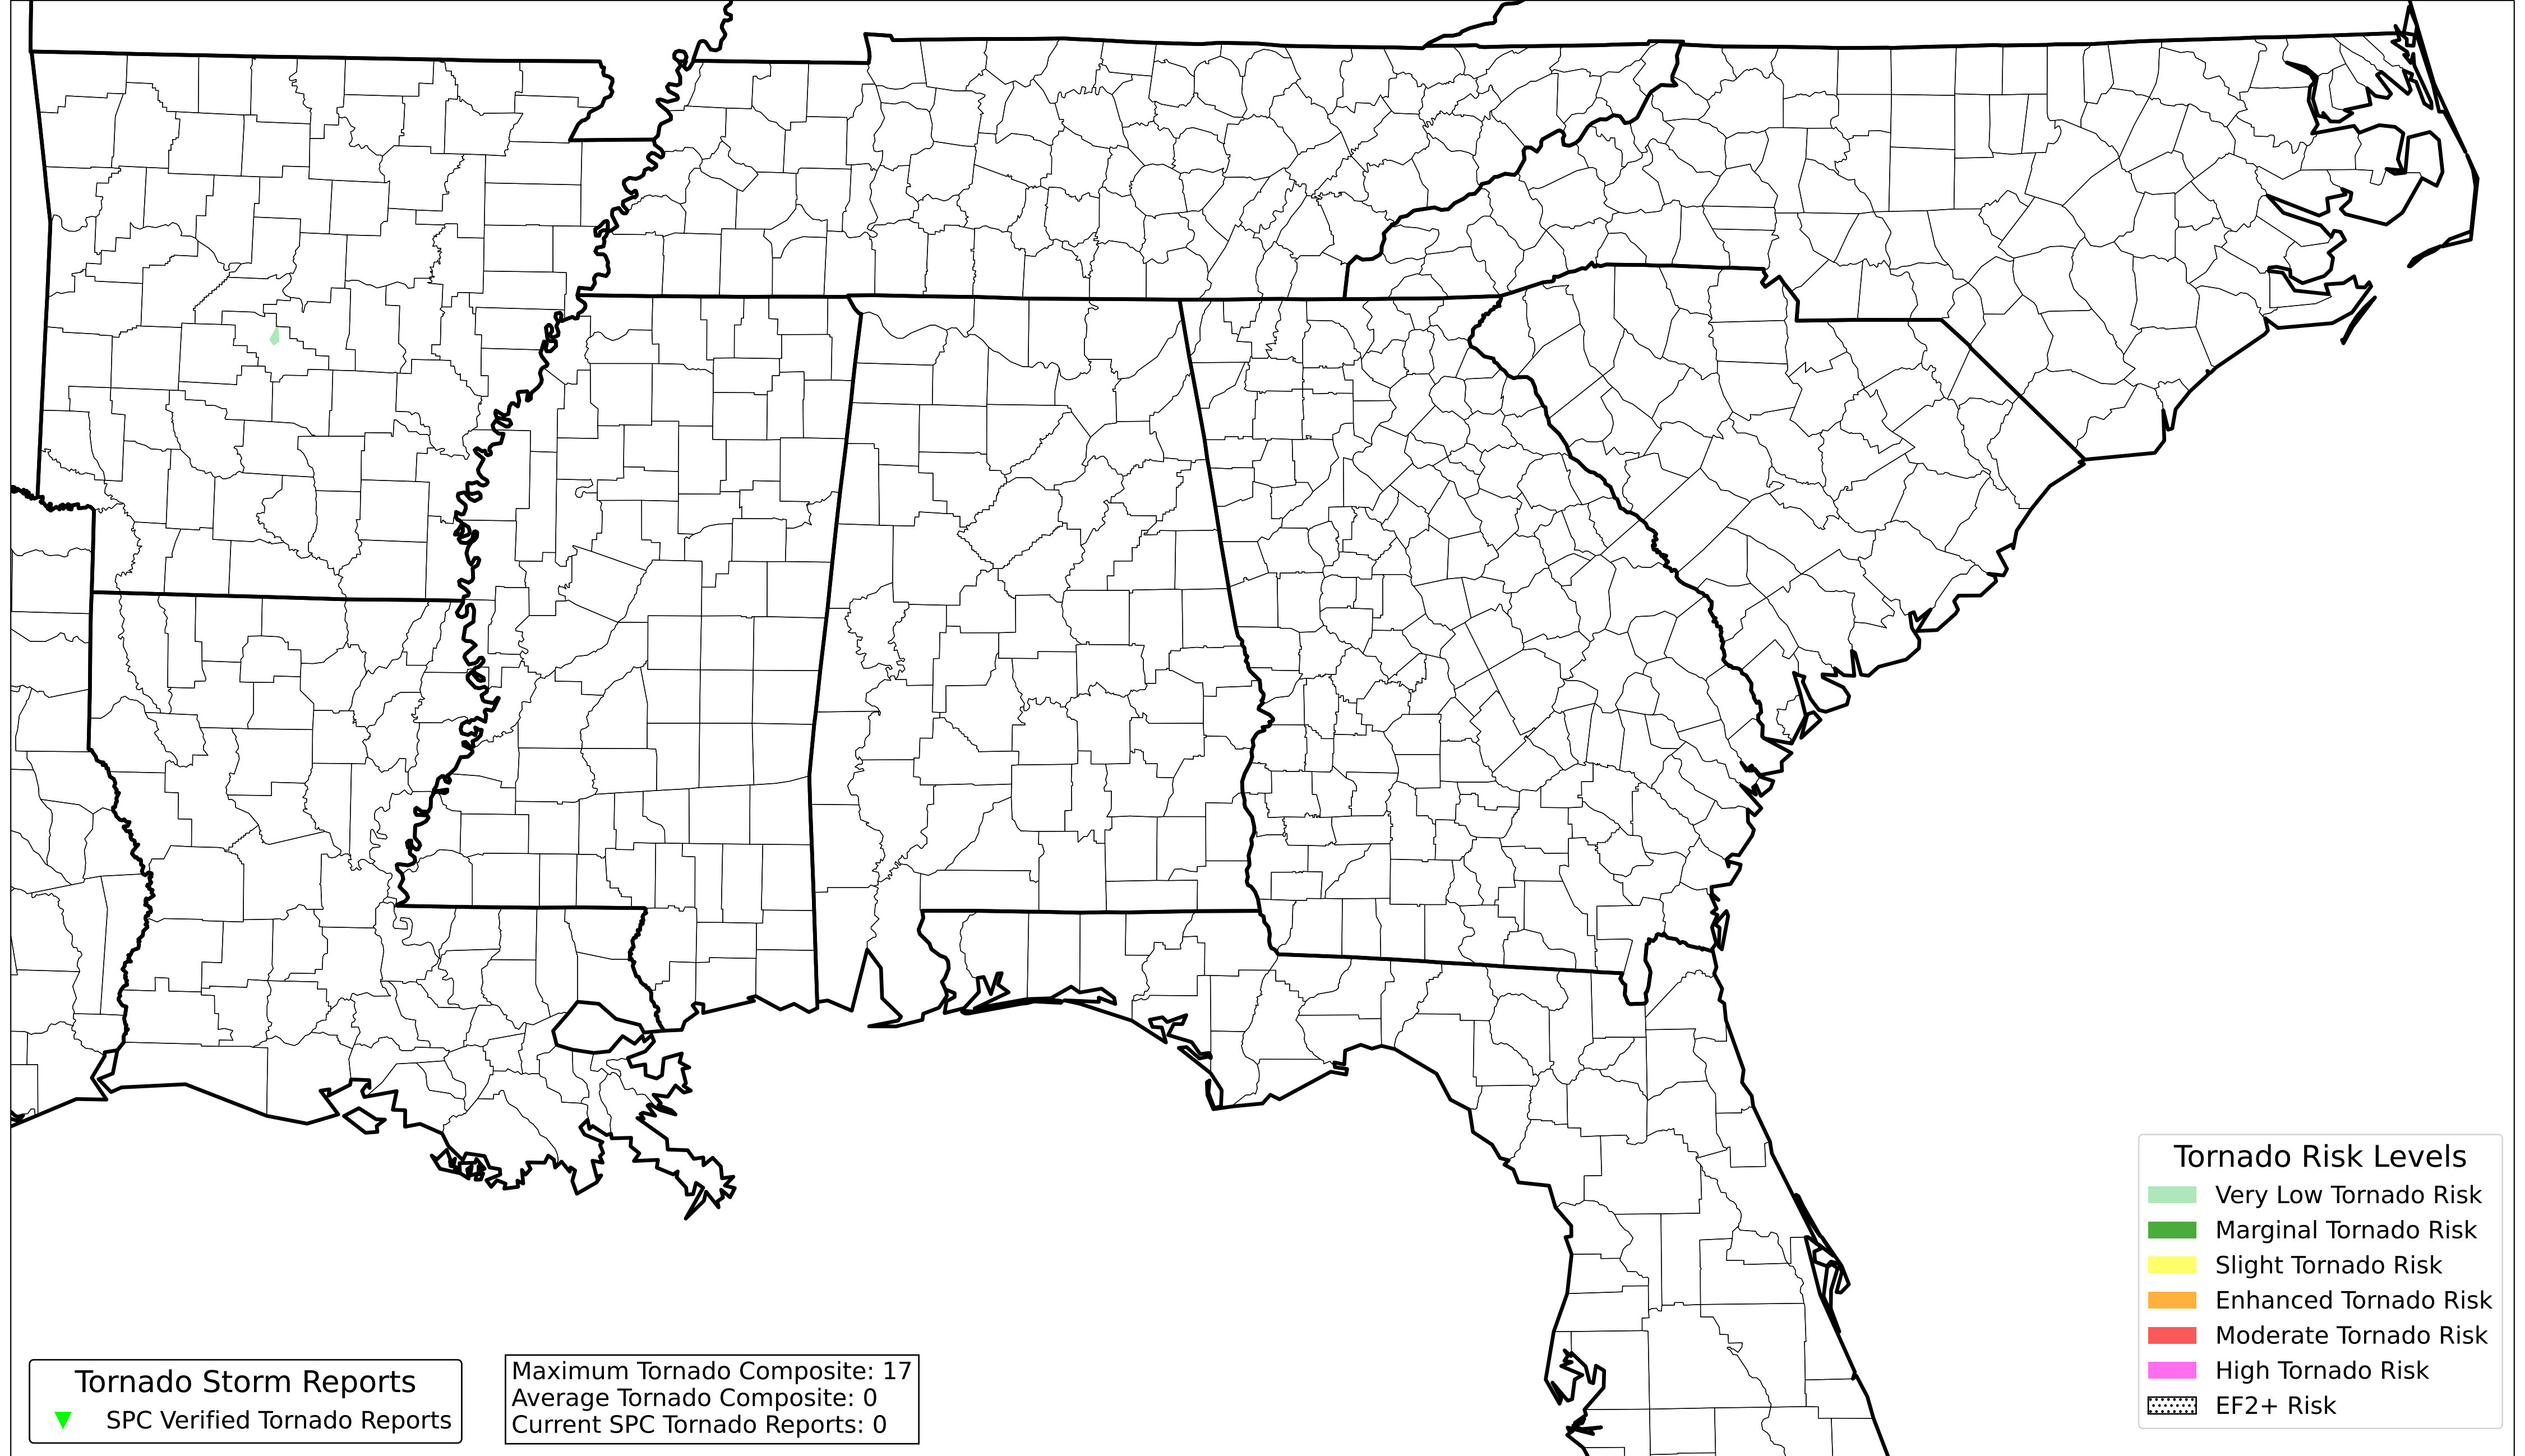 Tornado Risk Levels
Very Low Tornado Risk
Marginal Tornado Risk
Slight Tornado Risk
Enhanced Tornado Risk
Moderate Tornado Risk
High Tornado Risk
EF2+ Risk
Tornado Storm Reports
SPC Verified Tornado Reports
Maximum Tornado Composite: 17
Average Tornado Composite: 0
Current SPC Tornado Reports: 0